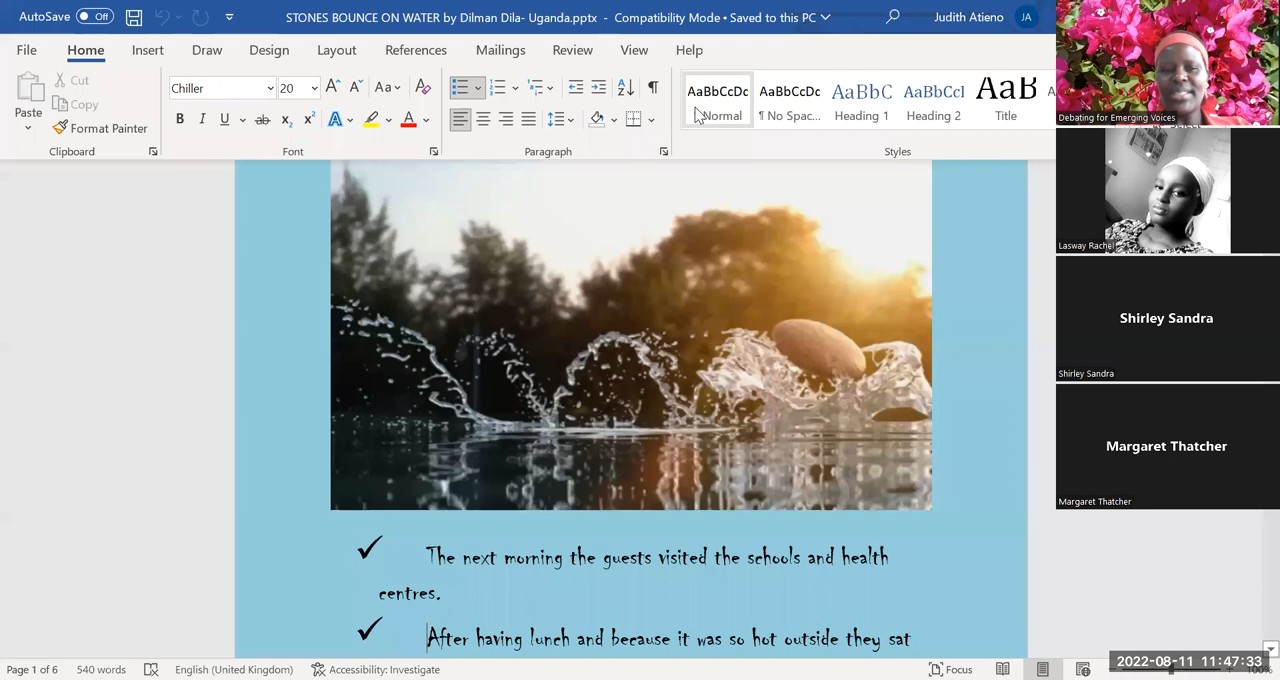 AutoSave Off STONES BOUNCE ON WATER by Dilman Dila- Uganda.pptx - Compatibility Mode • Saved to this PC Judith Atieno JA
File Home Insert Draw Design Layout References Mailings Review View Help
Paste Cut Copy Format Painter
Clipboard
Chiller 20
Font
Paragraph
AaBbCcDc Normal
AaBbCcDc ¶ No Spac...
AaBbC Heading 1
AaBbCcl Heading 2
AaB Title
Styles
Debating for Emerging Voices
Lasway Rachel
Shirley Sandra
Shirley Sandra
Margaret Thatcher
Margaret Thatcher
✓ The next morning the guests visited the schools and health
centres.
✓ After having lunch and because it was so hot outside they sat
Page 1 of 6 540 words English (United Kingdom) Accessibility: Investigate Focus
2022-08-11 11:47:33
100%